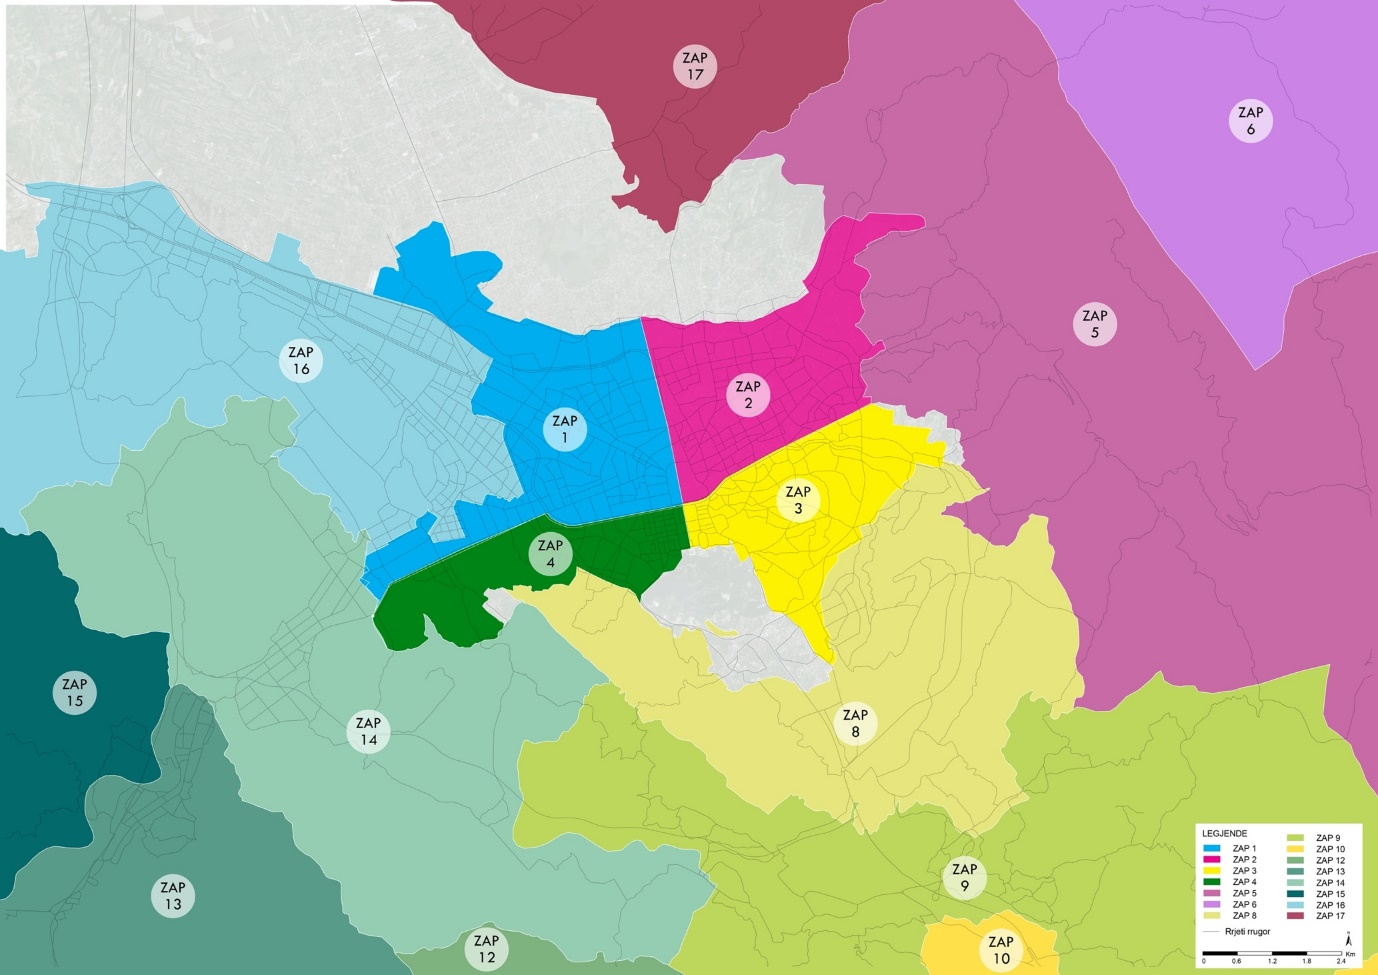 ZAP
17
ZAP
6
ZAP
5
ZAP
16
ZAP
2
ZAP
1
ZAP
3
ZAP
4
ZAP
15
ZAP
14
ZAP
8
ZAP
13
ZAP
9
ZAP
12
ZAP
10
LEGJENDE
ZAP 1
ZAP 2
ZAP 3
ZAP 4
ZAP 5
ZAP 6
ZAP 8
ZAP 9
ZAP 10
ZAP 12
ZAP 13
ZAP 14
ZAP 15
ZAP 16
ZAP 17
Rrjeti rrugor
N
Km
0 0.6 1.2 1.8 2.4